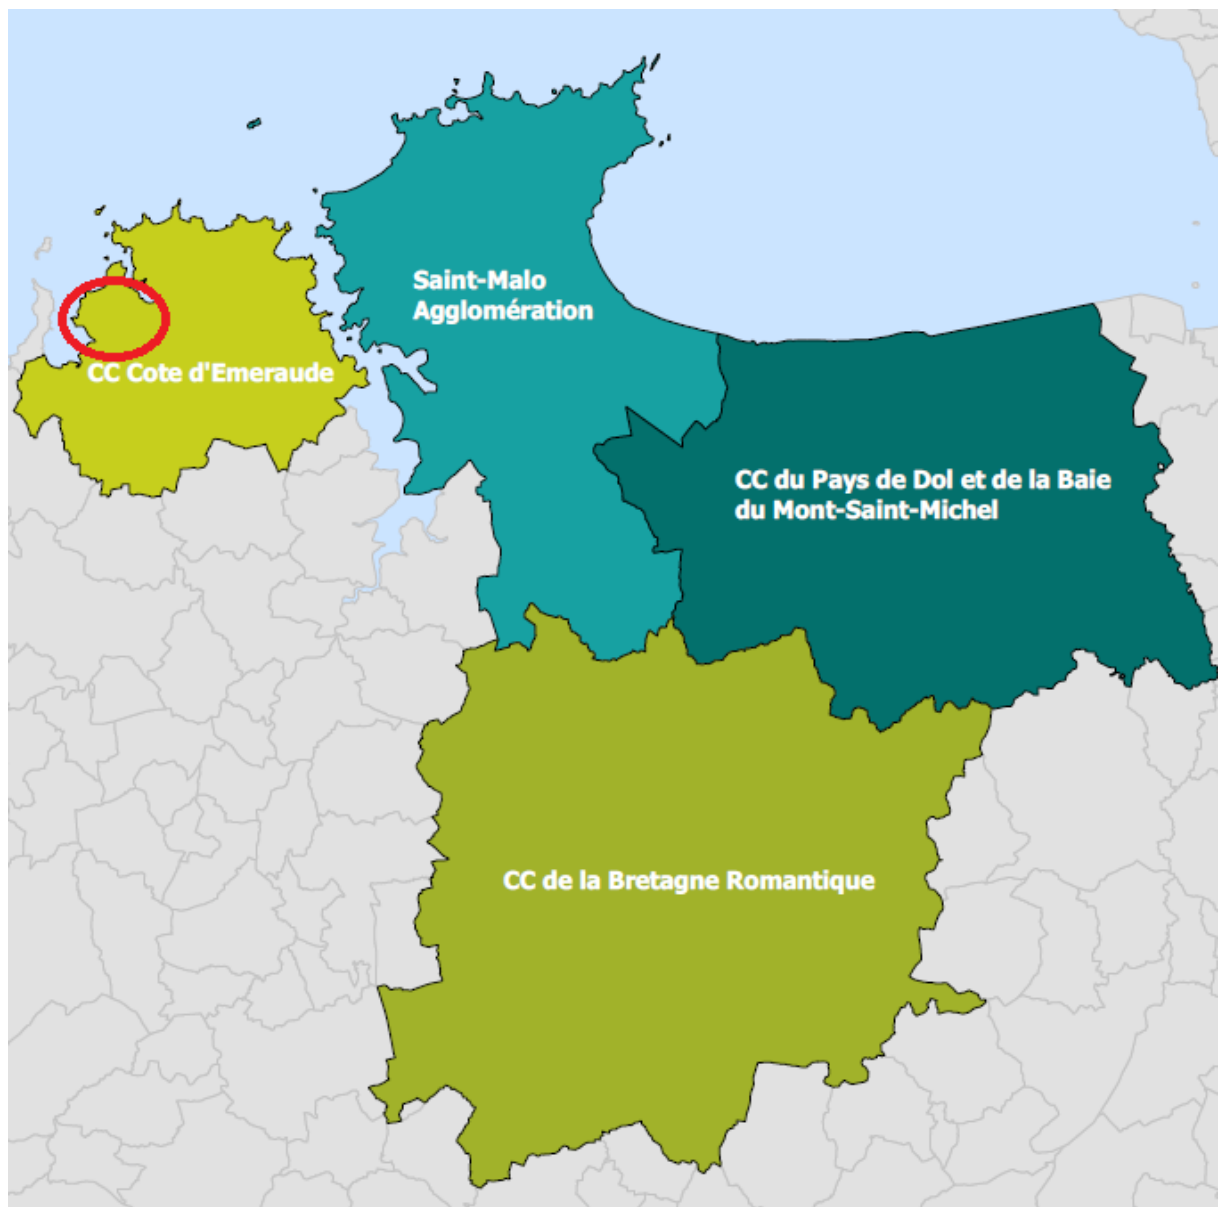 Saint-Malo
Agglomération
CC Cote d'Emeraude
CC du Pays de Dol et de la Baie
du Mont-Saint-Michel
CC de la Bretagne Romantique